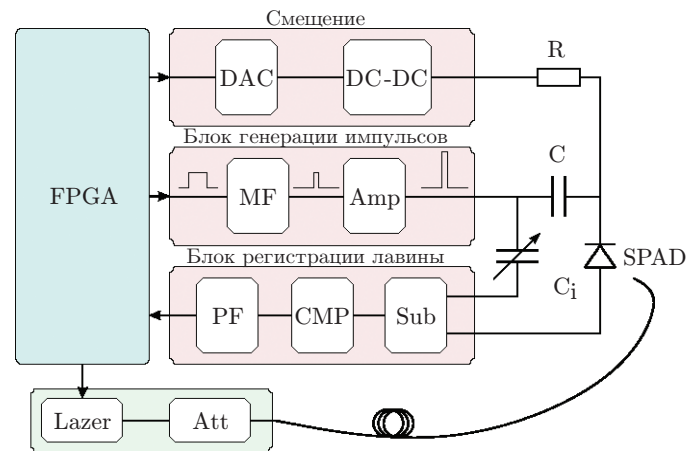 Смещение
R
DAC
DC-DC
Блок генерации импульсов
C
FPGA
MF
Amp
Блок регистрации лавины
SPAD
Ci
PF
CMP
Sub
Lazer
Att